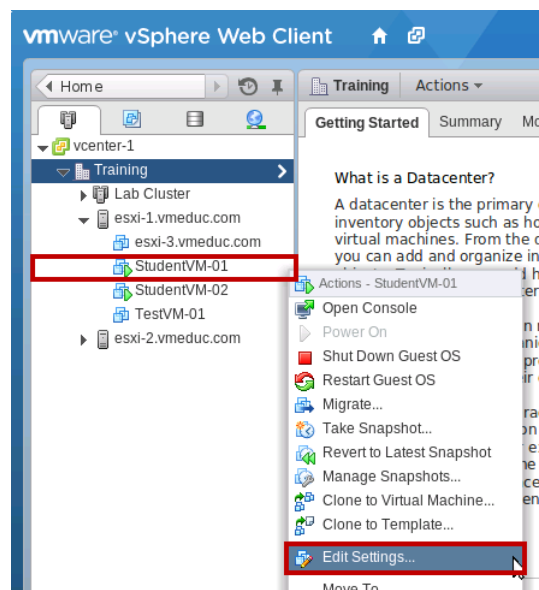 vmware® vSphere Web Client
Home
Training Actions
Getting Started Summary
vcenter-1
Training
What is a Datacenter?
Lab Cluster
A datacenter is the primary
esxi-1.vmeduc.com
inventory objects such as
esxi-3.vmeduc.com
virtual machines. From the
StudentVM-01
you can add and organize in
StudentVM-02
TestVM-01
esxi-2.vmeduc.com
Actions - StudentVM-01
Open Console
Power On
Shut Down Guest OS
Restart Guest OS
Migrate...
Take Snapshot...
Revert to Latest Snapshot
Manage Snapshots...
Clone to Virtual Machine...
Clone to Template...
Edit Settings...
Move To